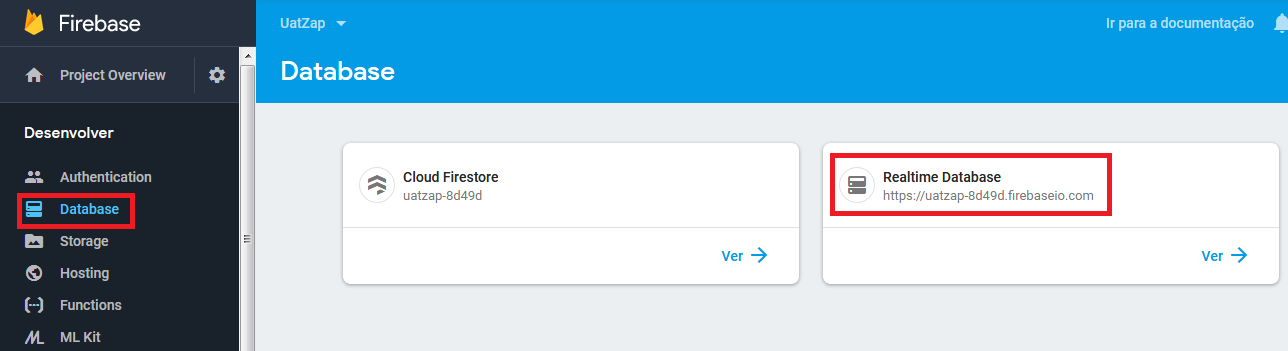 Firebase
Project Overview
Desenvolver
Authentication
Database
Storage
Hosting
Functions
ML Kit
UatZap
Ir para a documentação
Database
Cloud Firestore
uatzap-8d49d
Ver
Realtime Database
https://uatzap-8d49d.firebaseio.com
Ver